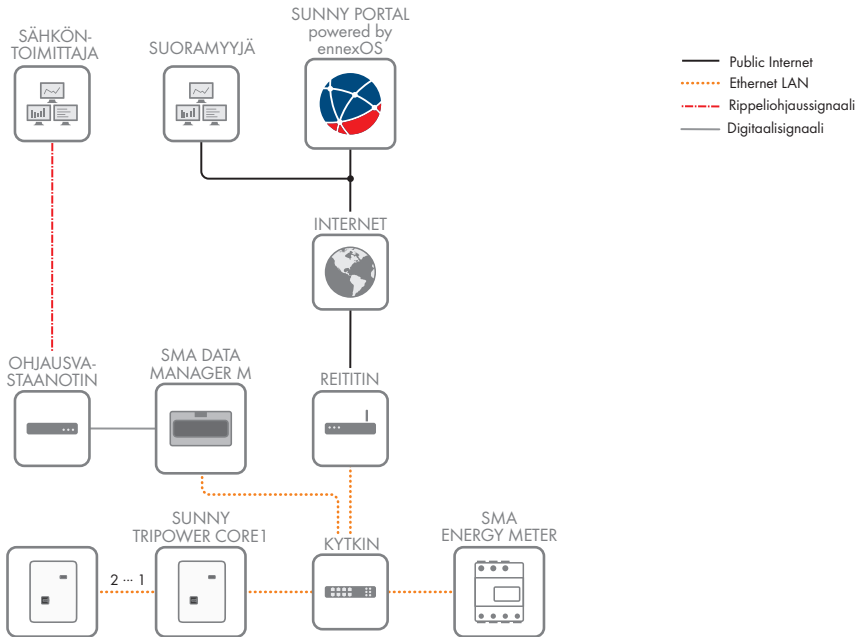 SÄHKÖN-
TOIMITTAJA
SUORAMYYJÄ
SUNNY PORTAL
powered by
ennexOS
Public Internet
Ethernet LAN
Rippeliohjaussignaali
Digitaalisignaali
INTERNET
OHJAUSVA-
STAANOTIN
SMA DATA
MANAGER M
REITITIN
SUNNY
TRIPOWER CORE1
KYTKIN
SMA
ENERGY METER
2 ··· 1